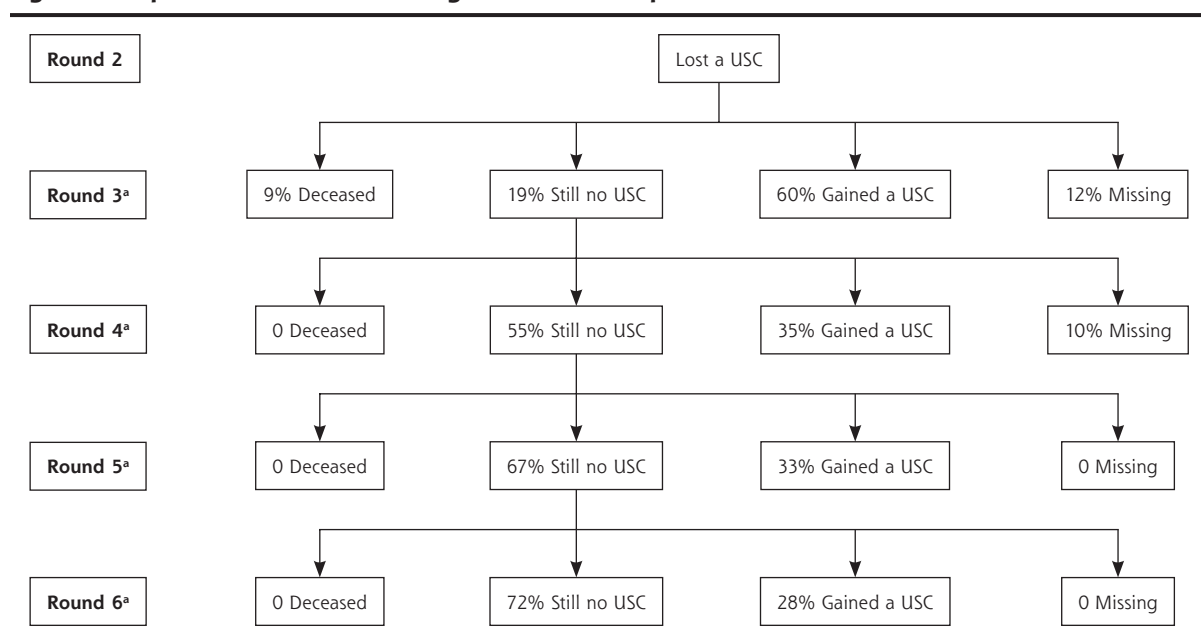 Round 2 Lost a USC
Round 3ª 9% Deceased 19% Still no USC 60% Gained a USC 12% Missing
Round 4ª 0 Deceased 55% Still no USC 35% Gained a USC 10% Missing
Round 5ª 0 Deceased 67% Still no USC 33% Gained a USC 0 Missing
Round 6ª 0 Deceased 72% Still no USC 28% Gained a USC 0 Missing